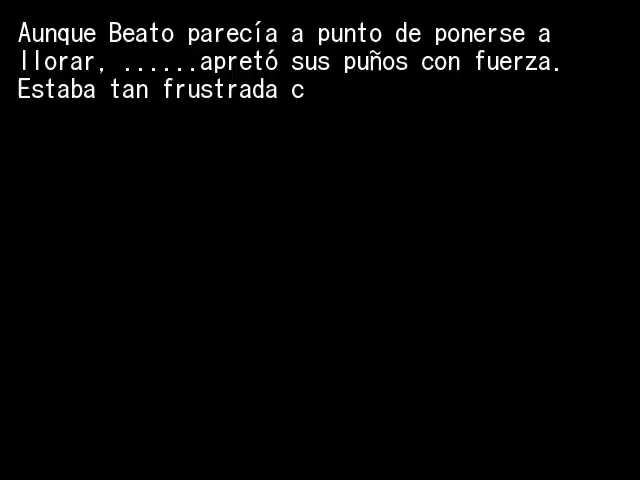 Aunque Beato parecía a punto de ponerse a
llorar, ......apretó sus puños con fuerza.
Estaba tan frustrada c